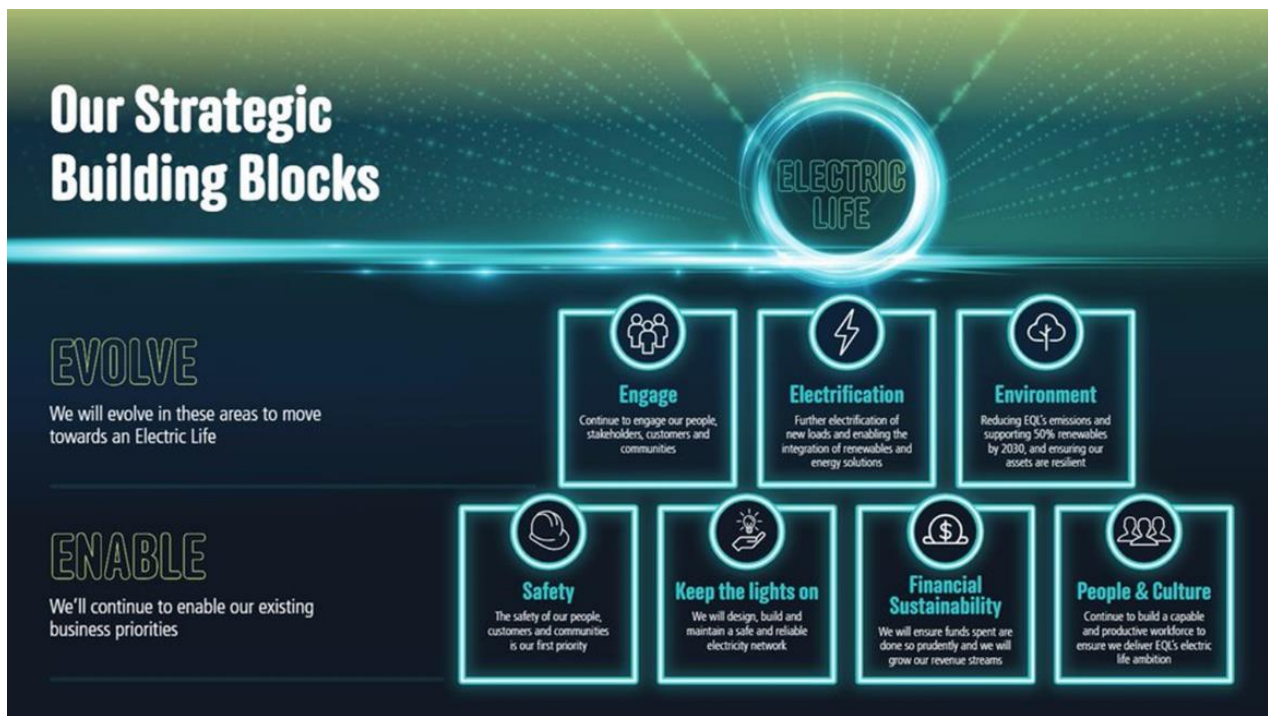 Our Strategic
Building Blocks
ELECTRIC
LIFE
EVOLVE
We will evolve in these areas to move
towards an Electric Life
Engage
Continue to engage our people,
stakeholders, customers and
communities
Electrification
Further electrification of
new loads and enabling the
integration of renewables and
energy solutions
Environment
Reducing EQL's emissions and
supporting 50% renewables
by 2030, and ensuring our
assets are resilient
ENABLE
We'll continue to enable our existing
business priorities
Safety
The safety of our people,
customers and communities
is our first priority
Keep the lights on
We will design, build and
maintain a safe and reliable
electricity network
Financial
Sustainability
We will ensure funds spent are
done so prudently and we will
grow our revenue streams
People & Culture
Continue to build a capable
and productive workforce to
ensure we deliver EQL's electric
life ambition